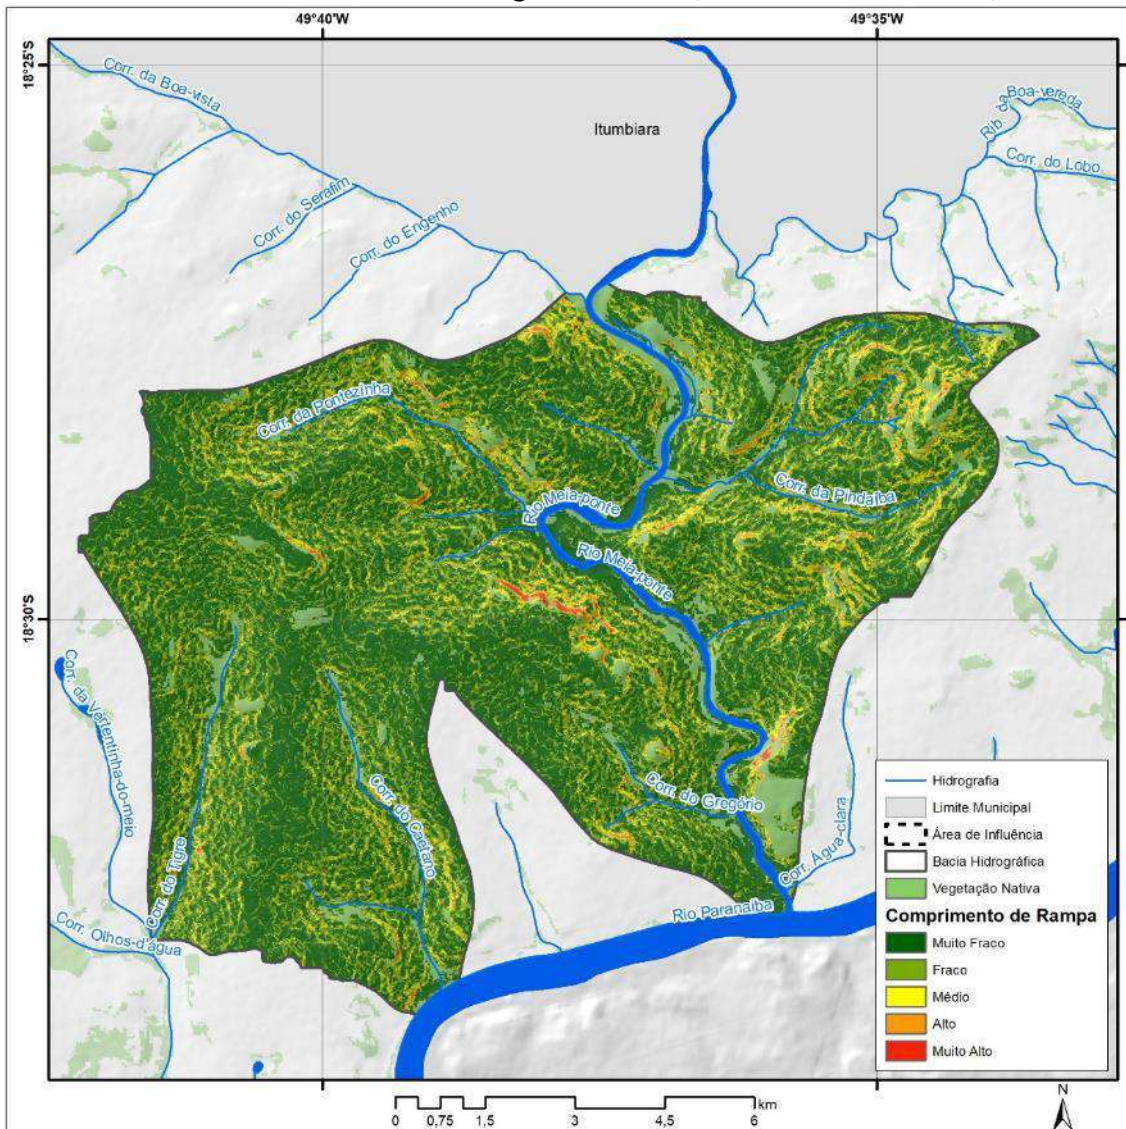 49°40'W
49°35'W
18°25'S
Corr. da Boa-vista
Itumbiara
Rib. da Boa-vereda
Corr. do Lobo
Corr. do Serafim
Corr. do Engenho
Corr. da Pontezinha
Corr. da Pindaíba
Rio Meia-ponte
Rio Meia-ponte
18°30'S
Corr. da Vertentinha-do-meio
Corr. do Tigre
Corr. do Caetano
Corr. do Gregório
Corr. Água-clara
Corr. Olhos-d'água
Rio Paranaíba
Hidrografia
Limite Municipal
Área de Influência
Bacia Hidrográfica
Vegetação Nativa
Comprimento de Rampa
Muito Fraco
Fraco
Médio
Alto
Muito Alto
km
0 0,75 1,5 3 4,5 6
N